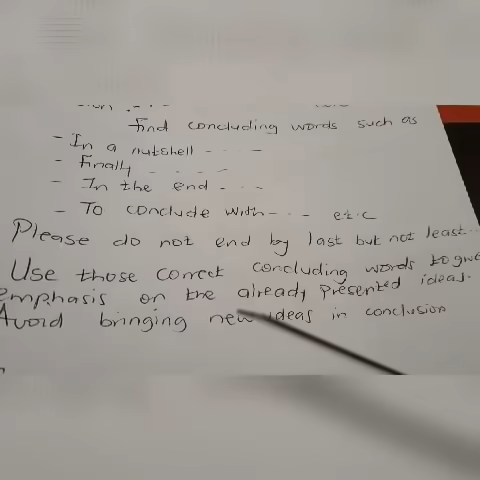 find concluding words such as
- In a nutshell - - -
- finally - - - -
- In the end - - -
- To conclude with - - - etc
Please do not end by last but not least...
Use those correct concluding words to give
emphasis on the already presented ideas.
Avoid bringing new ideas in conclusion